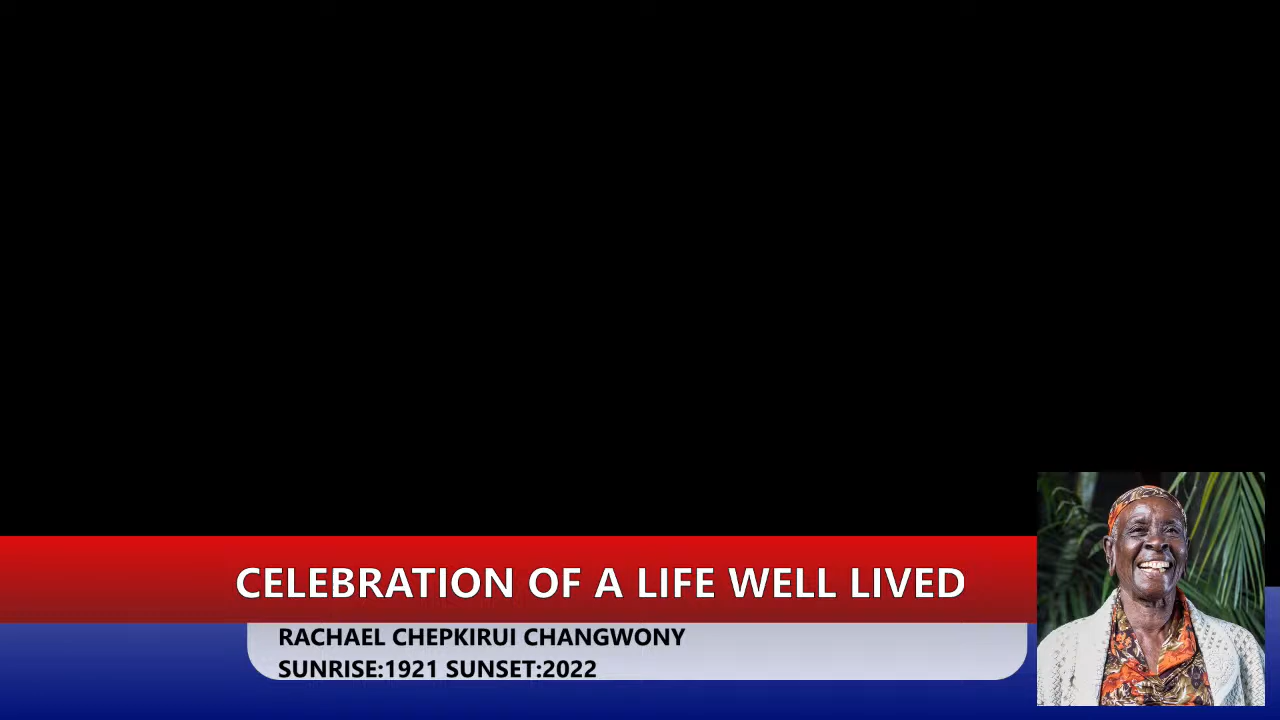 CELEBRATION OF A LIFE WELL LIVED
RACHAEL CHEPKIRUI CHANGWONY
SUNRISE:1921 SUNSET:2022